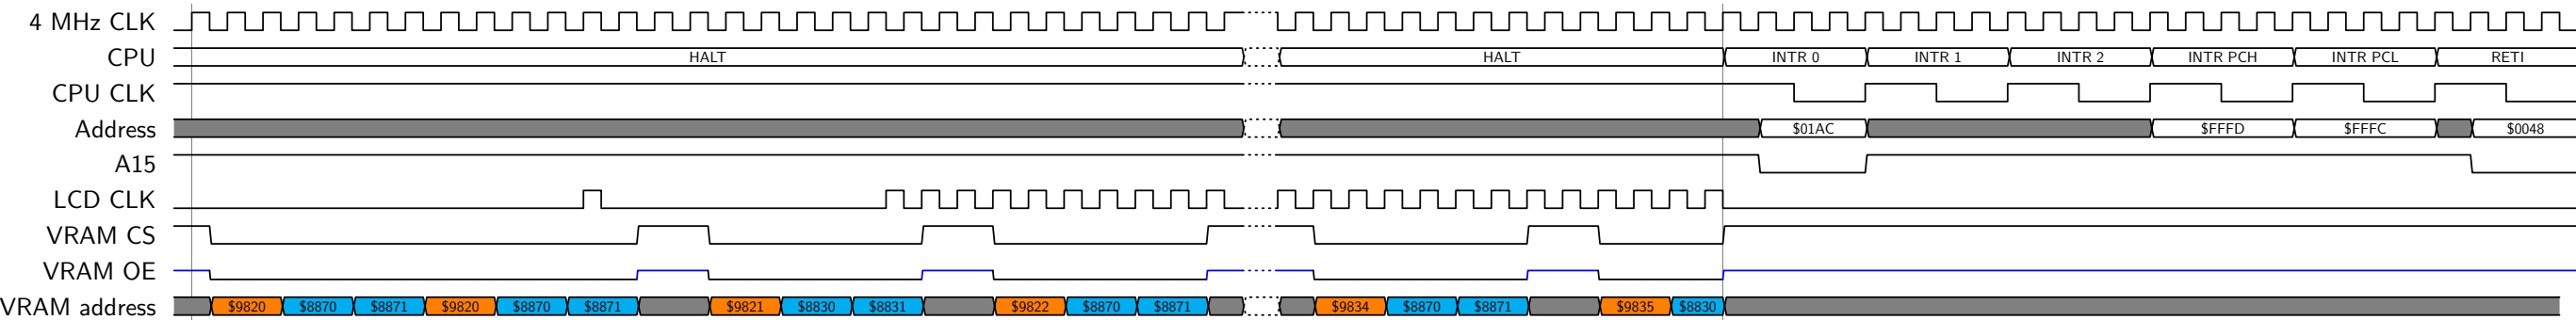 4 MHz CLK
CPU HALT HALT INTR 0 INTR 1 INTR 2 INTR PCH INTR PCL RETI
CPU CLK
Address $01AC $FFFD $FFFC $0048
A15
LCD CLK
VRAM CS
VRAM OE
VRAM address $9820 $8870 $8871 $9820 $8870 $8871 $9821 $8830 $8831 $9822 $8870 $8871 $9834 $8870 $8871 $9835 $8830